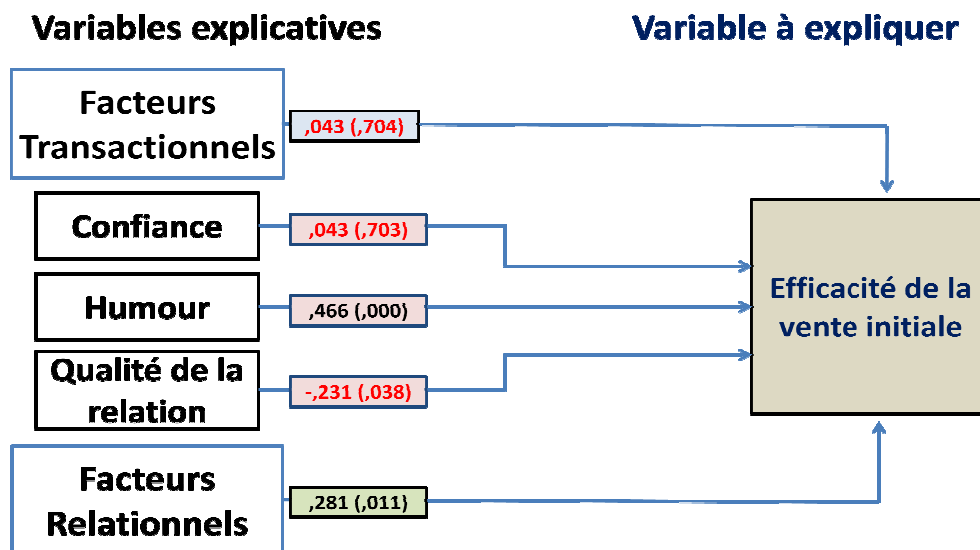 Variables explicatives
Variable à expliquer
Facteurs
Transactionnels
,043 (,704)
Confiance
,043 (,703)
Humour
,466 (,000)
Qualité de la
relation
-,231 (,038)
Facteurs
Relationnels
,281 (,011)
Efficacité de la
vente initiale